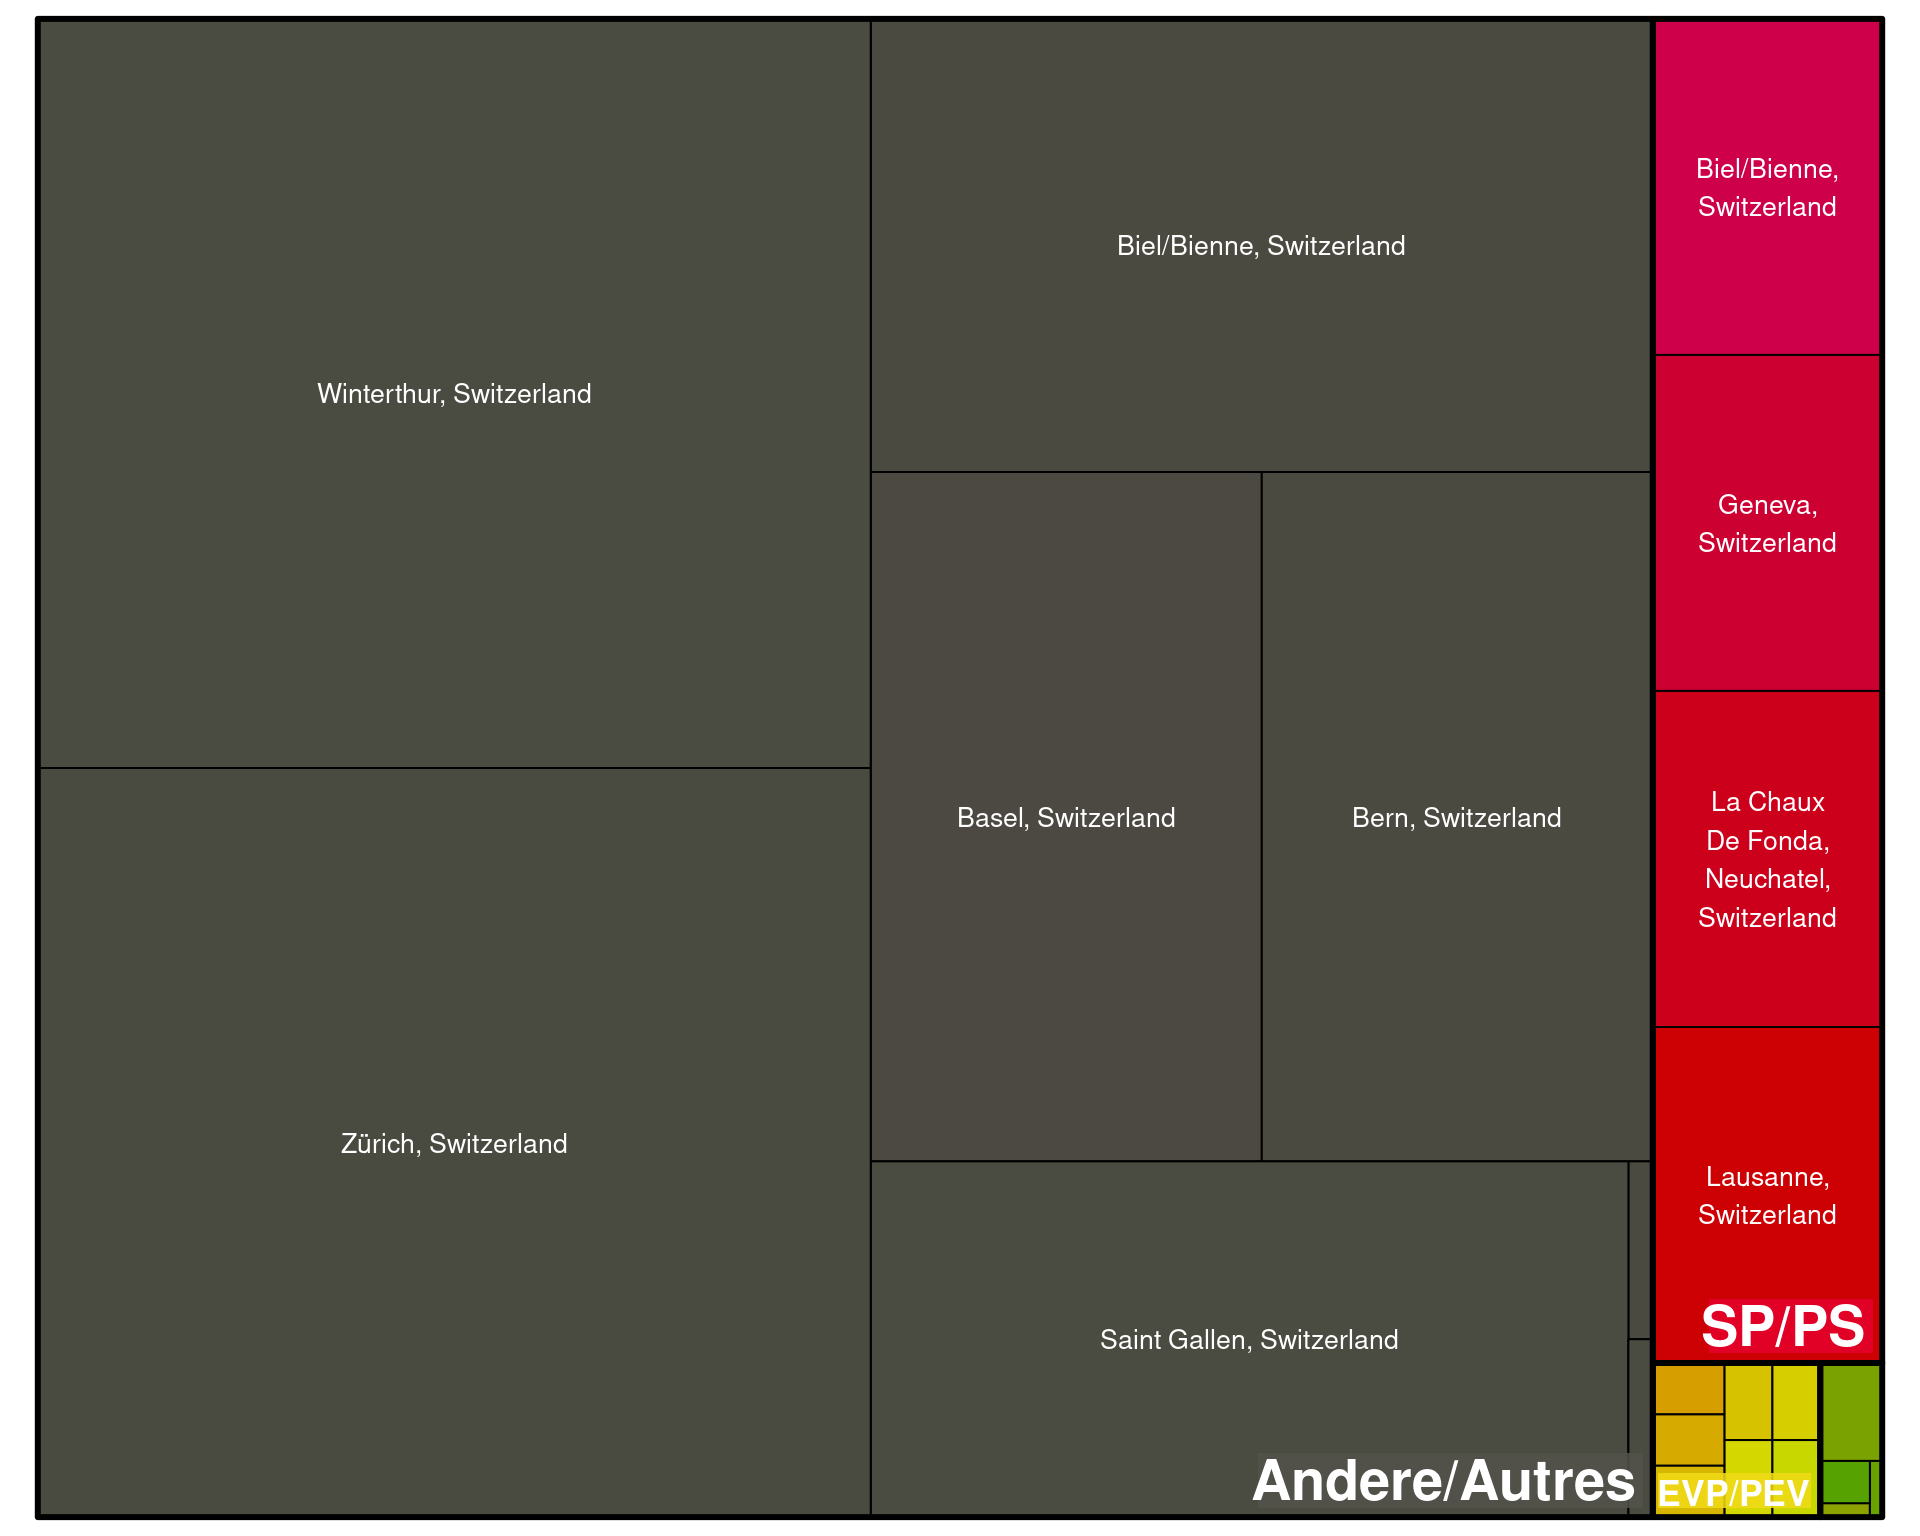 Winterthur, Switzerland
Zürich, Switzerland
Biel/Bienne, Switzerland
Basel, Switzerland
Bern, Switzerland
Saint Gallen, Switzerland
Andere/Autres
Biel/Bienne,
Switzerland
Geneva,
Switzerland
La Chaux
De Fonda,
Neuchatel,
Switzerland
Lausanne,
Switzerland
SP/PS
EVP/PEV